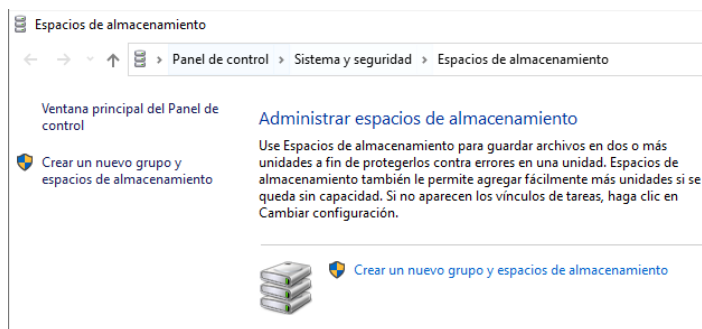 Espacios de almacenamiento
Panel de control > Sistema y seguridad > Espacios de almacenamiento
Ventana principal del Panel de
control
Crear un nuevo grupo y
espacios de almacenamiento
Administrar espacios de almacenamiento
Use Espacios de almacenamiento para guardar archivos en dos o más
unidades a fin de protegerlos contra errores en una unidad. Espacios de
almacenamiento también le permite agregar fácilmente más unidades si se
queda sin capacidad. Si no aparecen los vínculos de tareas, haga clic en
Cambiar configuración.
Crear un nuevo grupo y espacios de almacenamiento